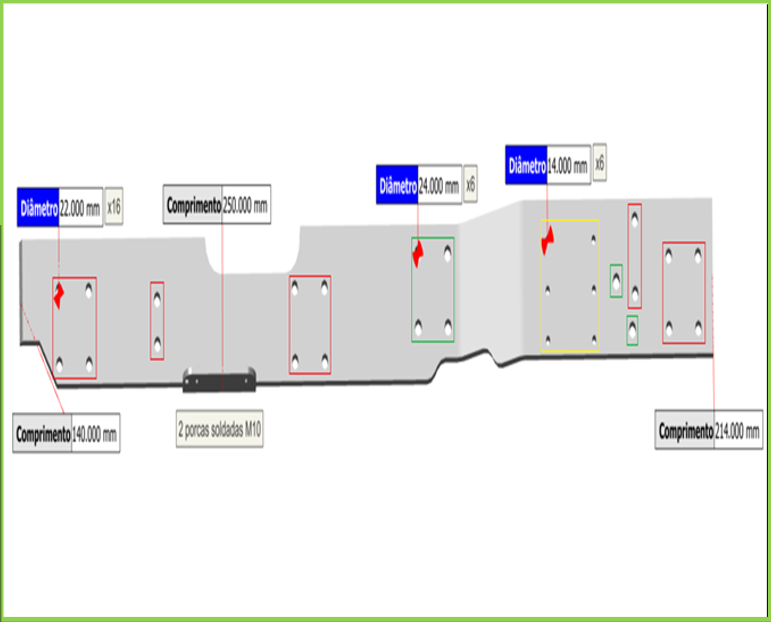 Diâmetro 14.000 mm x6
Diâmetro 24.000 mm x6
Diâmetro 22.000 mm x16
Comprimento 250.000 mm
Comprimento 140.000 mm
2 porcas soldadas M10
Comprimento 214.000 mm